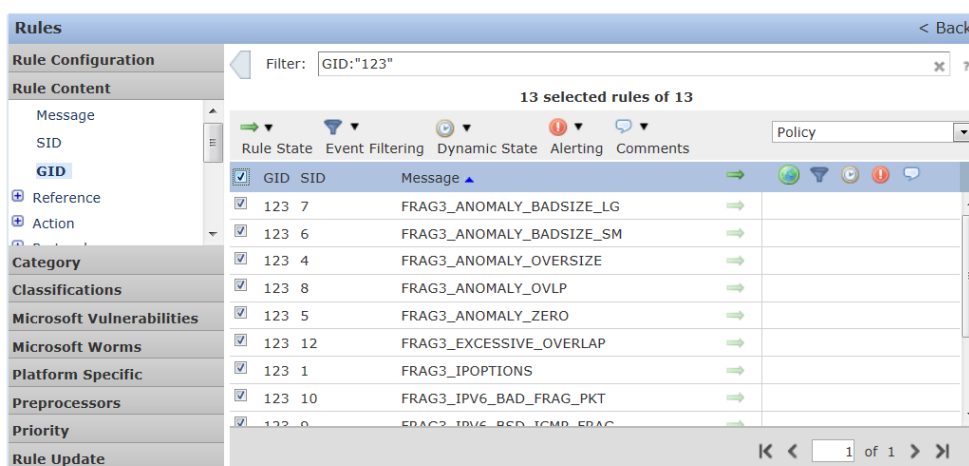 Rules
< Back
Rule Configuration
Rule Content
Message
SID
GID
Reference
Action
Category
Classifications
Microsoft Vulnerabilities
Microsoft Worms
Platform Specific
Preprocessors
Priority
Rule Update
Filter: GID:"123"
?
13 selected rules of 13
Rule State Event Filtering Dynamic State Alerting Comments
Policy
GID SID Message
123 7 FRAG3_ANOMALY_BADSIZE_LG
123 6 FRAG3_ANOMALY_BADSIZE_SM
123 4 FRAG3_ANOMALY_OVERSIZE
123 8 FRAG3_ANOMALY_OVLP
123 5 FRAG3_ANOMALY_ZERO
123 12 FRAG3_EXCESSIVE_OVERLAP
123 1 FRAG3_IPOPTIONS
123 10 FRAG3_IPV6_BAD_FRAG_PKT
123 9 FRAG3_IPV6_BSD_ICMP_FRAG
1 of 1